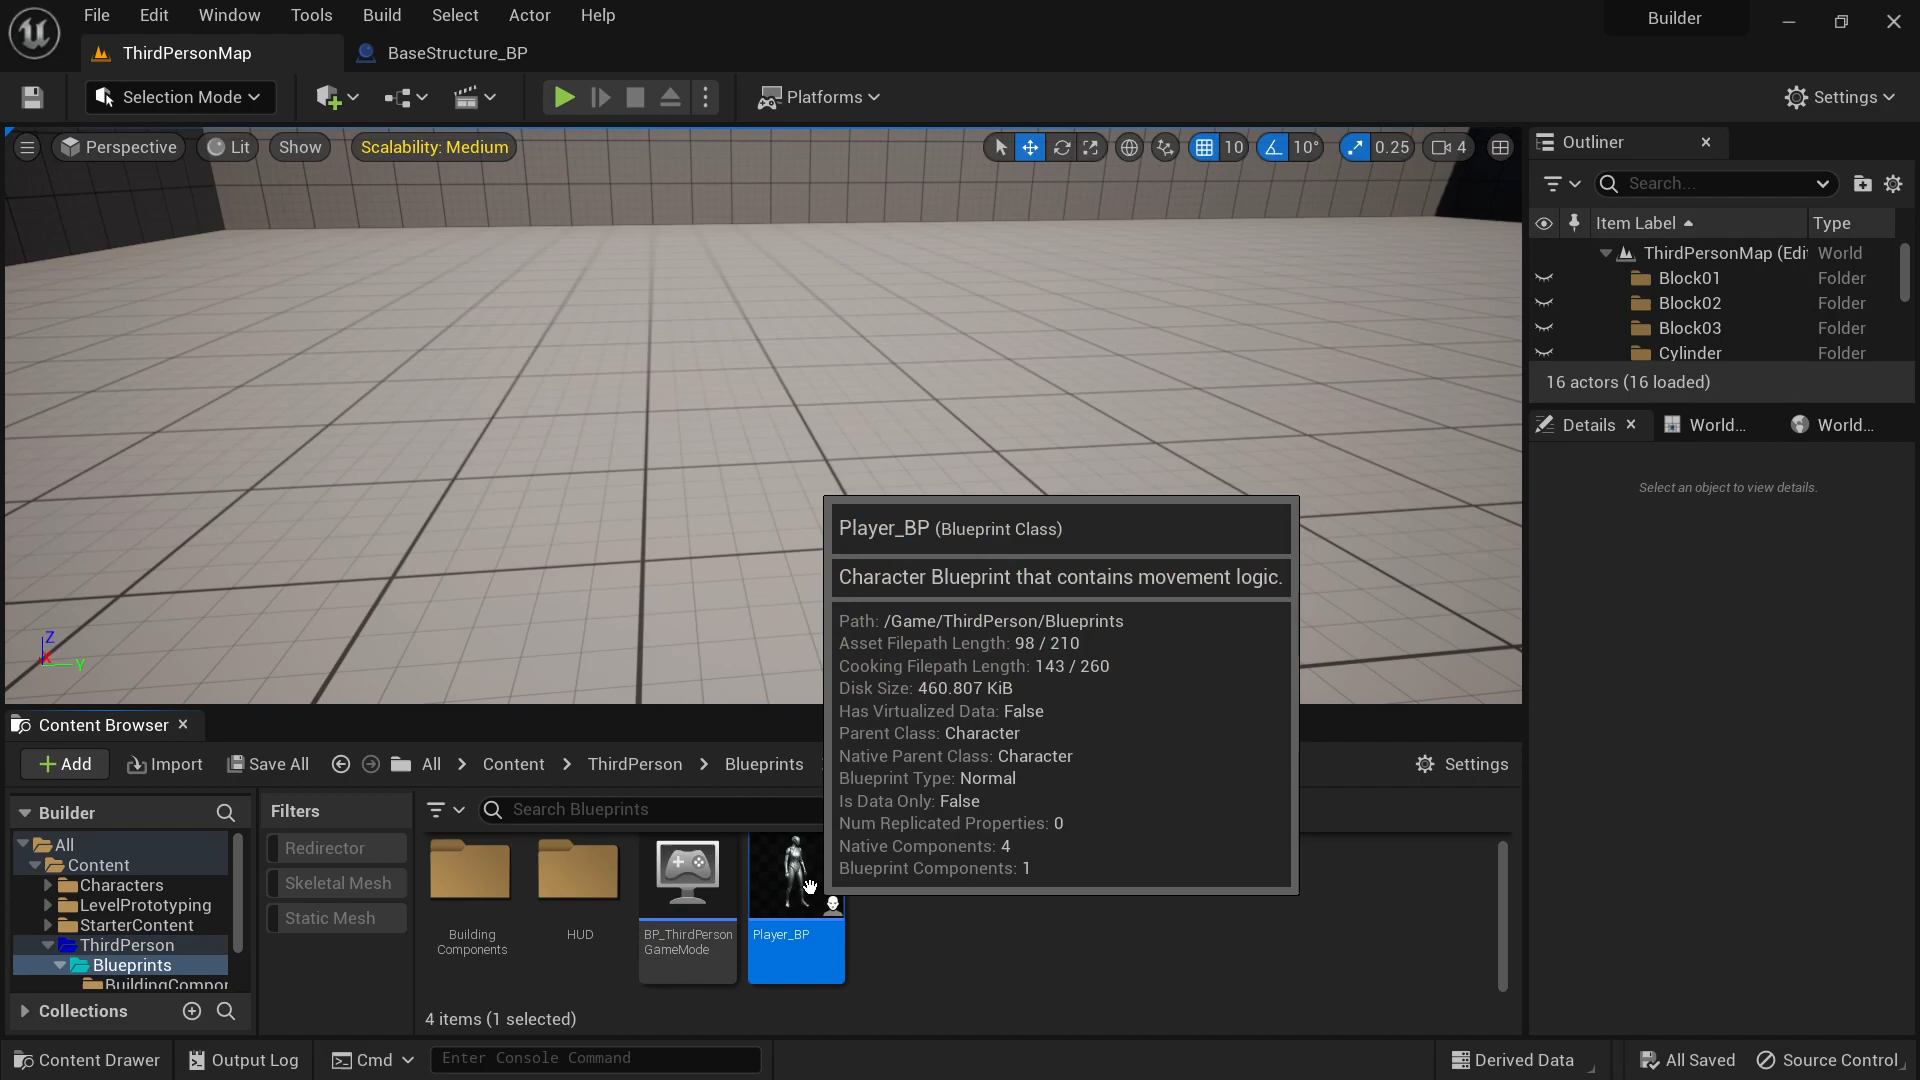 File Edit Window Tools Build Select Actor Help
Builder
ThirdPersonMap
BaseStructure_BP
Selection Mode
Platforms
Settings
Perspective
Lit
Show
Scalability: Medium
10
10°
0.25
4
Outliner
Search...
Item Label
Type
ThirdPersonMap (Edi World
Block01 Folder
Block02 Folder
Block03 Folder
Cylinder Folder
16 actors (16 loaded)
Details
World...
World...
Select an object to view details.
Z
X
Y
Player_BP (Blueprint Class)
Character Blueprint that contains movement logic.
Path: /Game/ThirdPerson/Blueprints
Asset Filepath Length: 98 / 210
Cooking Filepath Length: 143 / 260
Disk Size: 460.807 KiB
Has Virtualized Data: False
Parent Class: Character
Native Parent Class: Character
Blueprint Type: Normal
Is Data Only: False
Num Replicated Properties: 0
Native Components: 4
Blueprint Components: 1
Content Browser
Add
Import
Save All
All > Content > ThirdPerson > Blueprints
Settings
Builder
All
Content
Characters
LevelPrototyping
StarterContent
ThirdPerson
Blueprints
BuildingCompor
Collections
Filters
Redirector
Skeletal Mesh
Static Mesh
Search Blueprints
Building
Components
HUD
BP_ThirdPerson
GameMode
Player_BP
4 items (1 selected)
Content Drawer
Output Log
Cmd
Enter Console Command
Derived Data
All Saved
Source Control